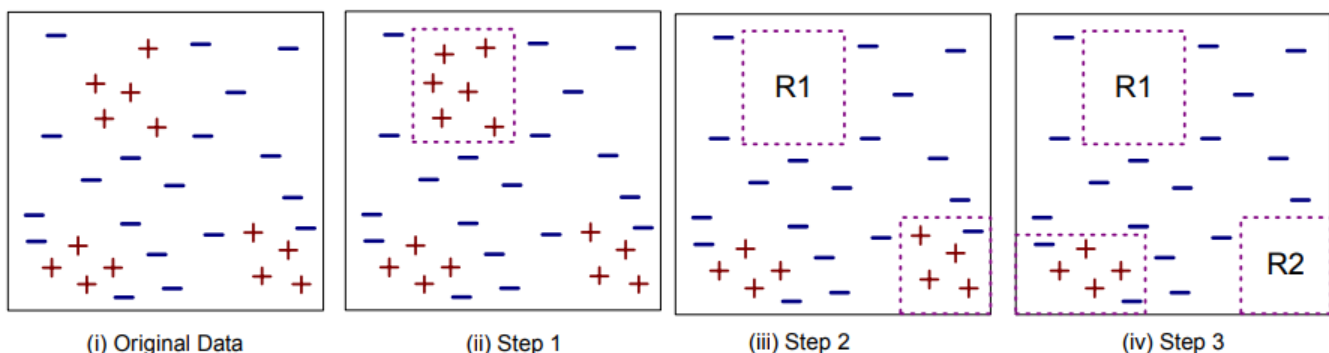 R1
R1
R2
(i) Original Data
(ii) Step 1
(iii) Step 2
(iv) Step 3